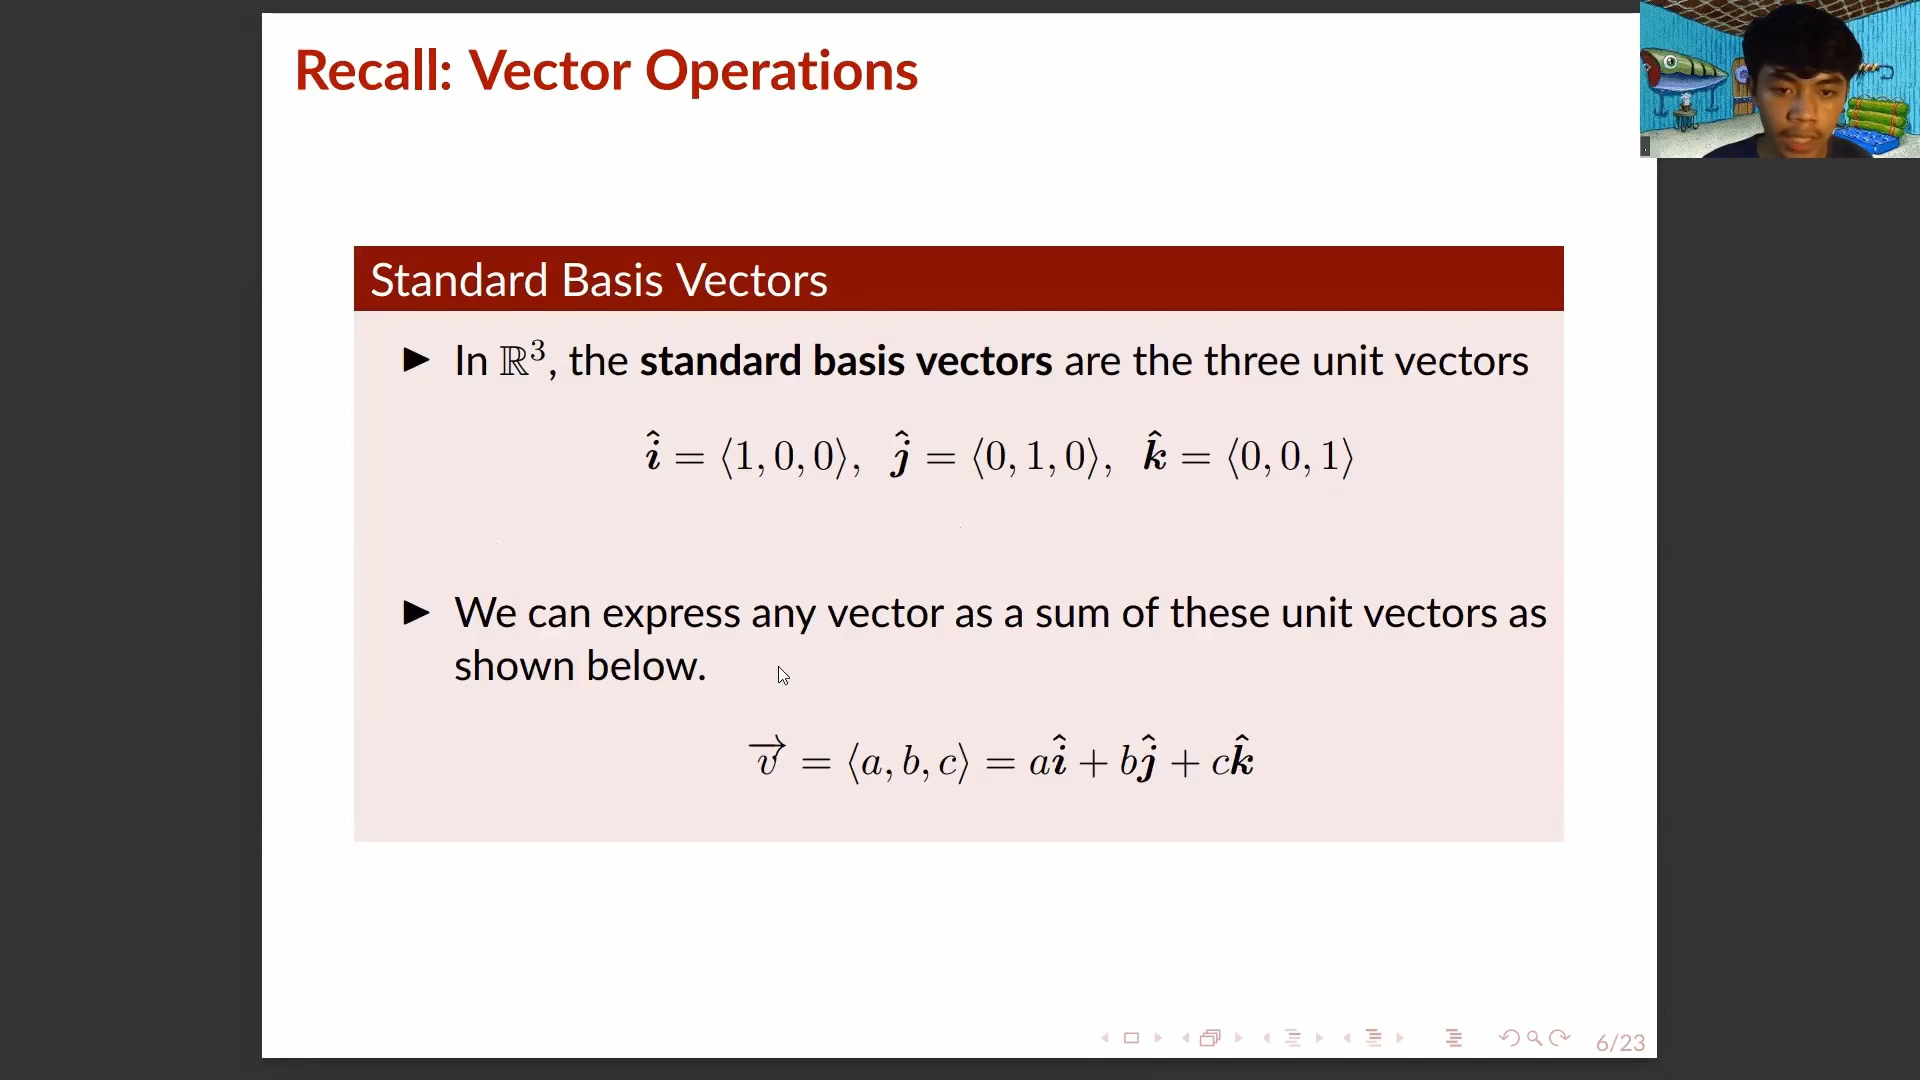 Recall: Vector Operations
Standard Basis Vectors
▶ In ℝ³, the standard basis vectors are the three unit vectors
î = ⟨1, 0, 0⟩, ĵ = ⟨0, 1, 0⟩, k̂ = ⟨0, 0, 1⟩
▶ We can express any vector as a sum of these unit vectors as
shown below.
v⃗ = ⟨a, b, c⟩ = aî + bĵ + ck̂
6/23